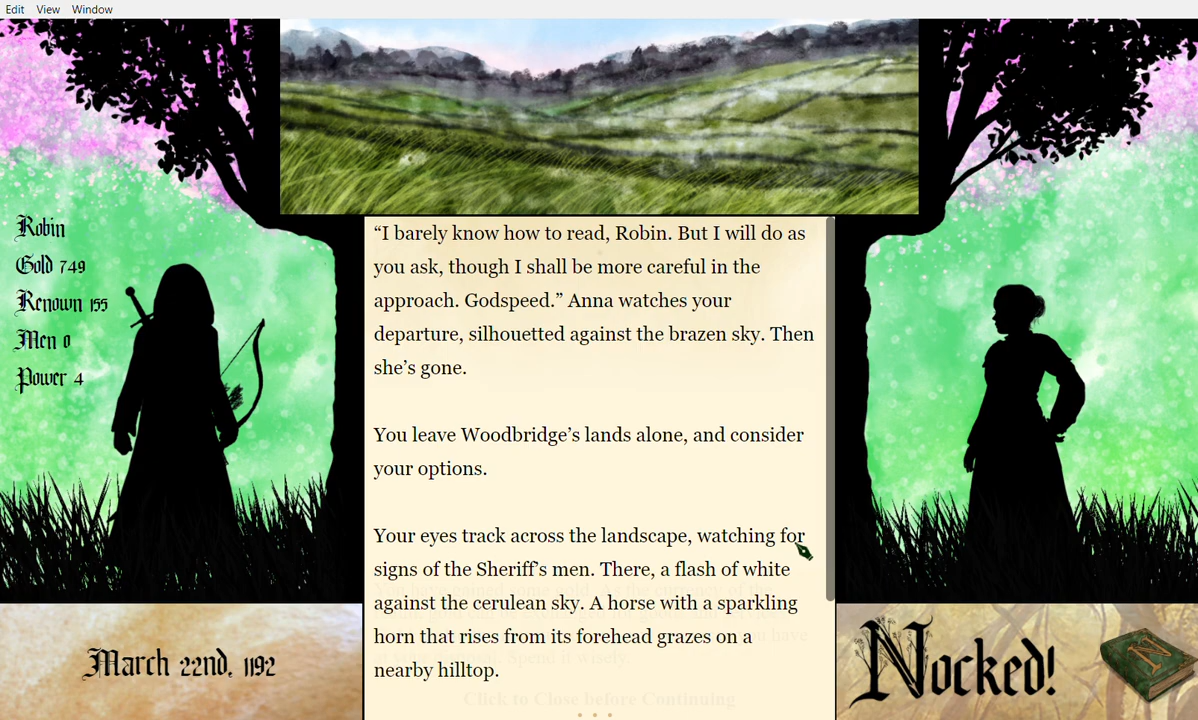 Edit View Window
Robin
Gold 749
Renown 155
Men 0
Power 4
“I barely know how to read, Robin. But I will do as
you ask, though I shall be more careful in the
approach. Godspeed.” Anna watches your
departure, silhouetted against the brazen sky. Then
she’s gone.
You leave Woodbridge’s lands alone, and consider
your options.
Your eyes track across the landscape, watching for
signs of the Sheriff’s men. There, a flash of white
against the cerulean sky. A horse with a sparkling
horn that rises from its forehead grazes on a
nearby hilltop.
Click to Close before Continuing
March 22nd, 1192
Nocked!
N